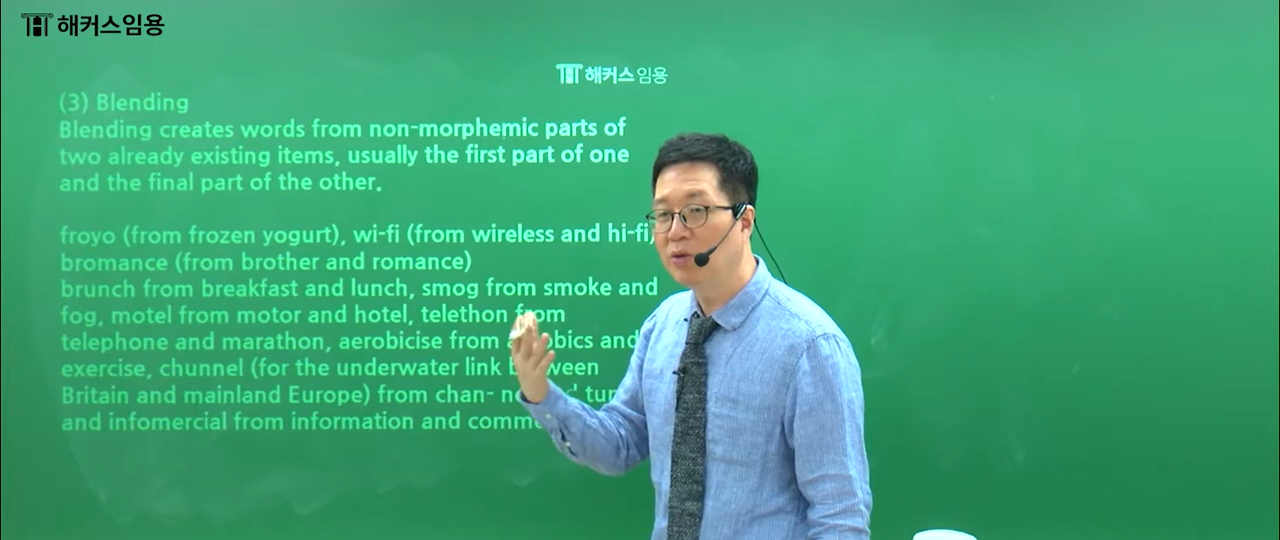 해커스임용
해커스임용
(3) Blending
Blending creates words from non-morphemic parts of
two already existing items, usually the first part of one
and the final part of the other.
froyo (from frozen yogurt), wi-fi (from wireless and hi-fi)
bromance (from brother and romance)
brunch from breakfast and lunch, smog from smoke and
fog, motel from motor and hotel, telethon from
telephone and marathon, aerobicise from and
exercise, chunnel (for the underwater link
Britain and mainland Europe) from chan-
and infomercial from information and